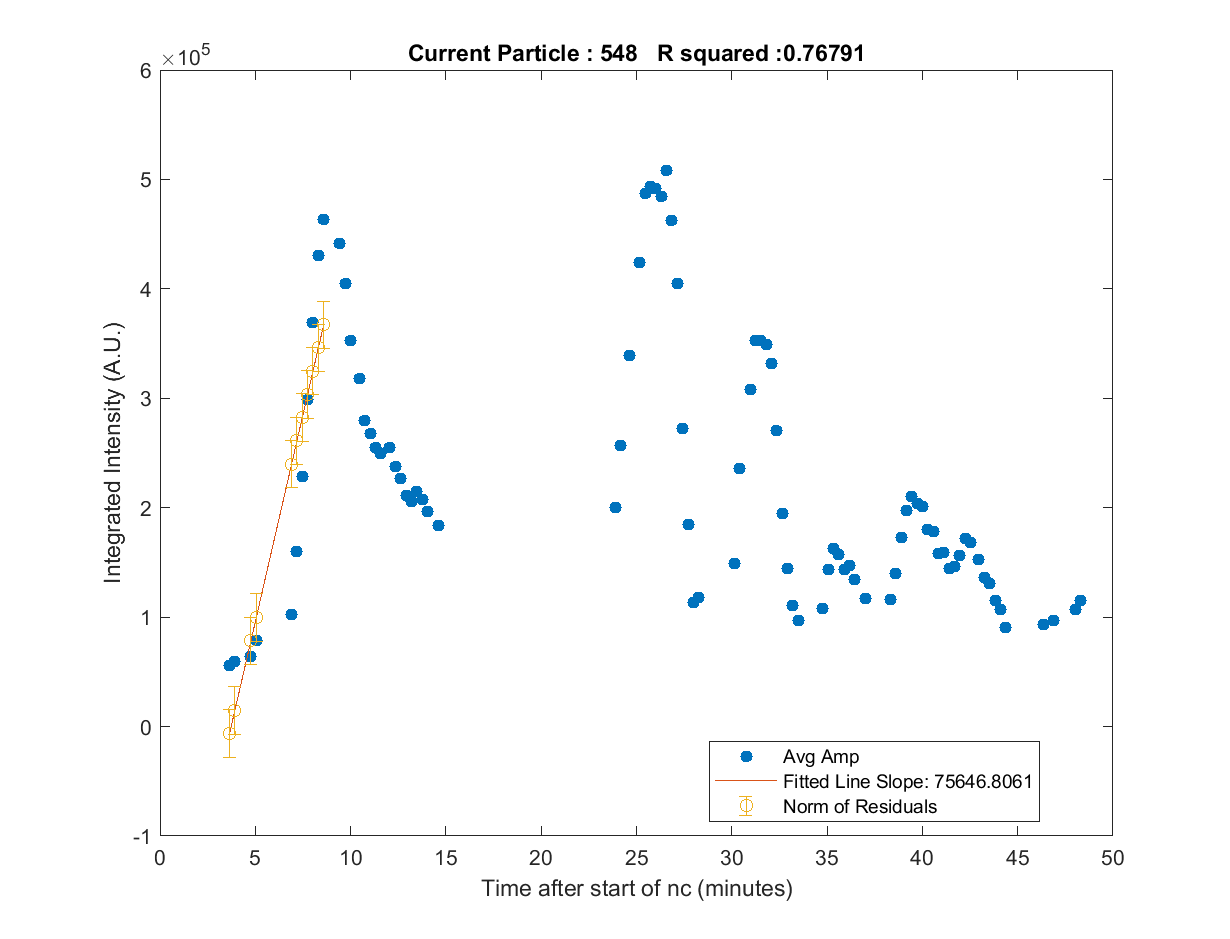 Current Particle : 548   R squared :0.76791
×10^5
6
5
4
3
2
1
0
-1
Integrated Intensity (A.U.)
0 5 10 15 20 25 30 35 40 45 50
Time after start of nc (minutes)
Avg Amp
Fitted Line Slope: 75646.8061
Norm of Residuals